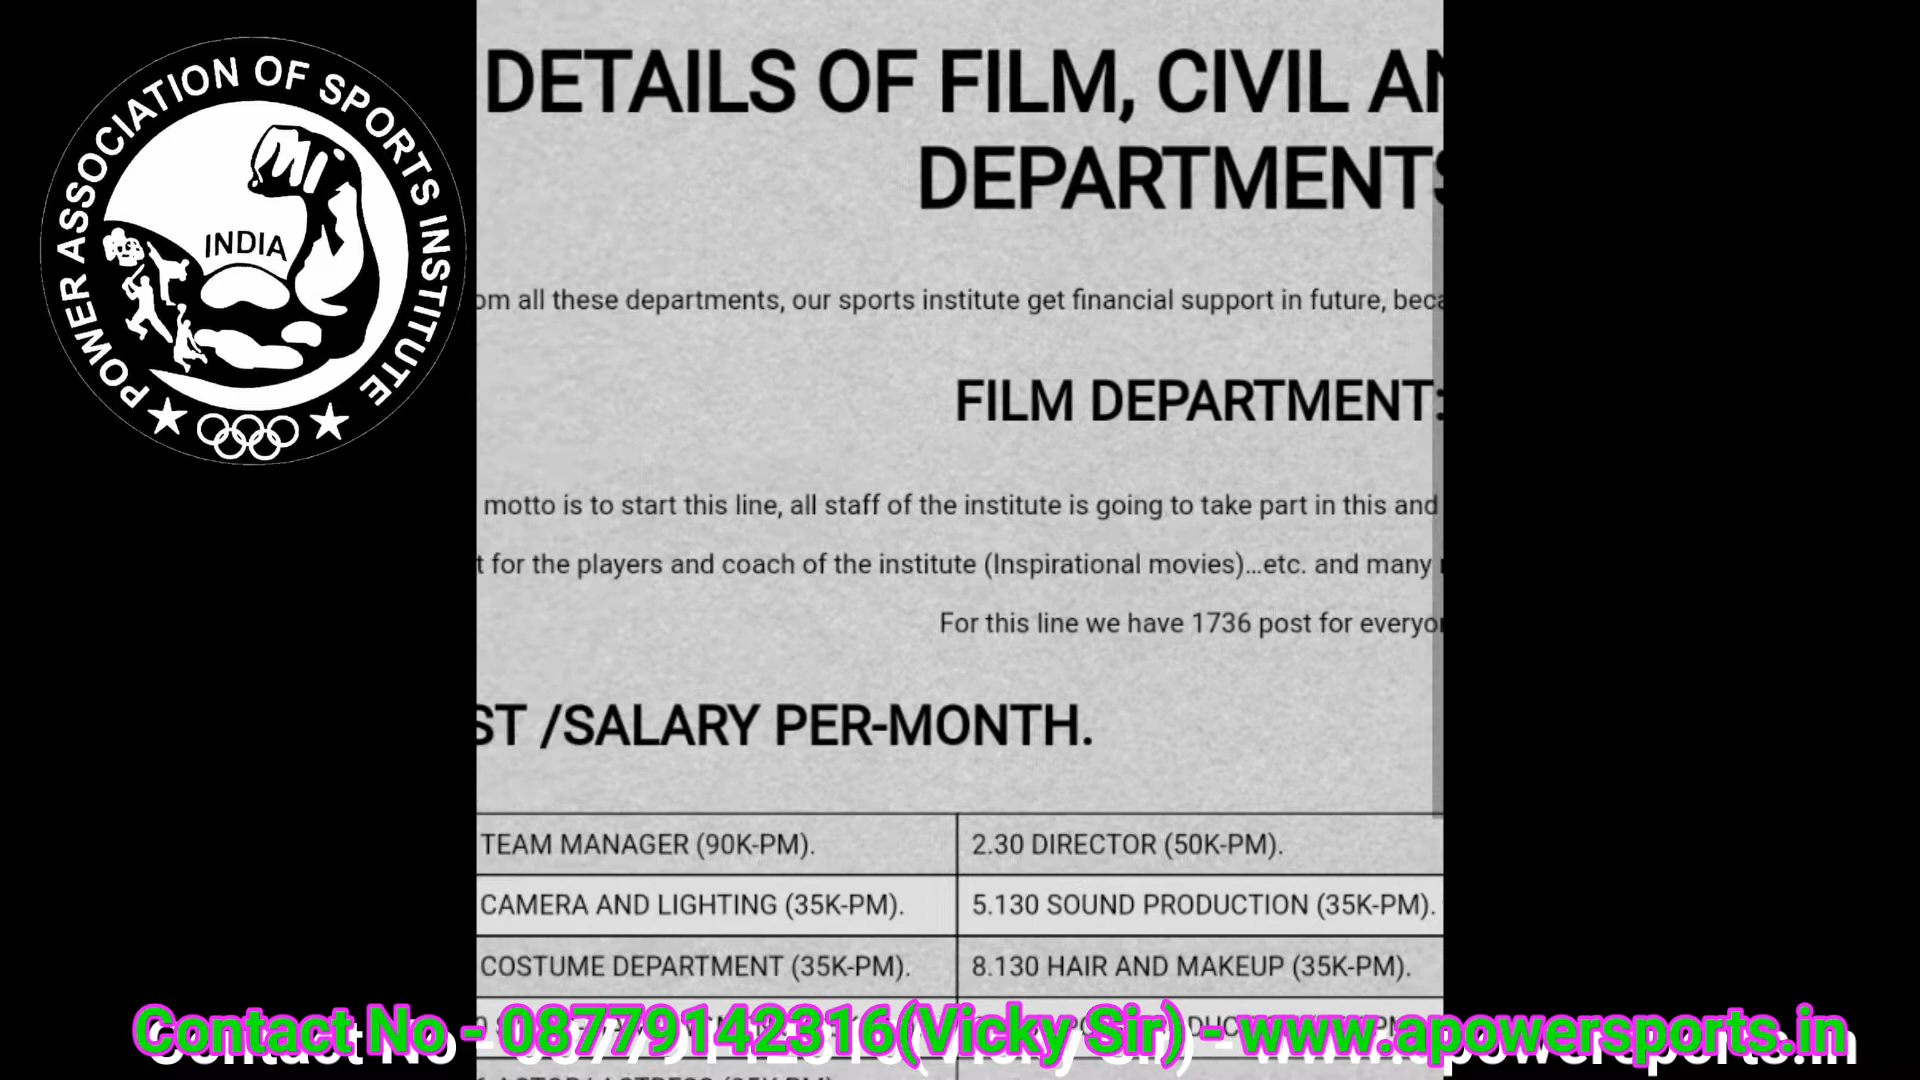 POWER ASSOCIATION OF SPORTS INSTITUTE
INDIA
DETAILS OF FILM, CIVIL AN
DEPARTMENTS
om all these departments, our sports institute get financial support in future, beca
FILM DEPARTMENT:
motto is to start this line, all staff of the institute is going to take part in this and
t for the players and coach of the institute (Inspirational movies)...etc. and many
For this line we have 1736 post for everyo
ST /SALARY PER-MONTH.
TEAM MANAGER (90K-PM). 2.30 DIRECTOR (50K-PM).
CAMERA AND LIGHTING (35K-PM). 5.130 SOUND PRODUCTION (35K-PM).
COSTUME DEPARTMENT (35K-PM). 8.130 HAIR AND MAKEUP (35K-PM).
Contact No - 08779142316(Vicky Sir) - www.apowersports.in